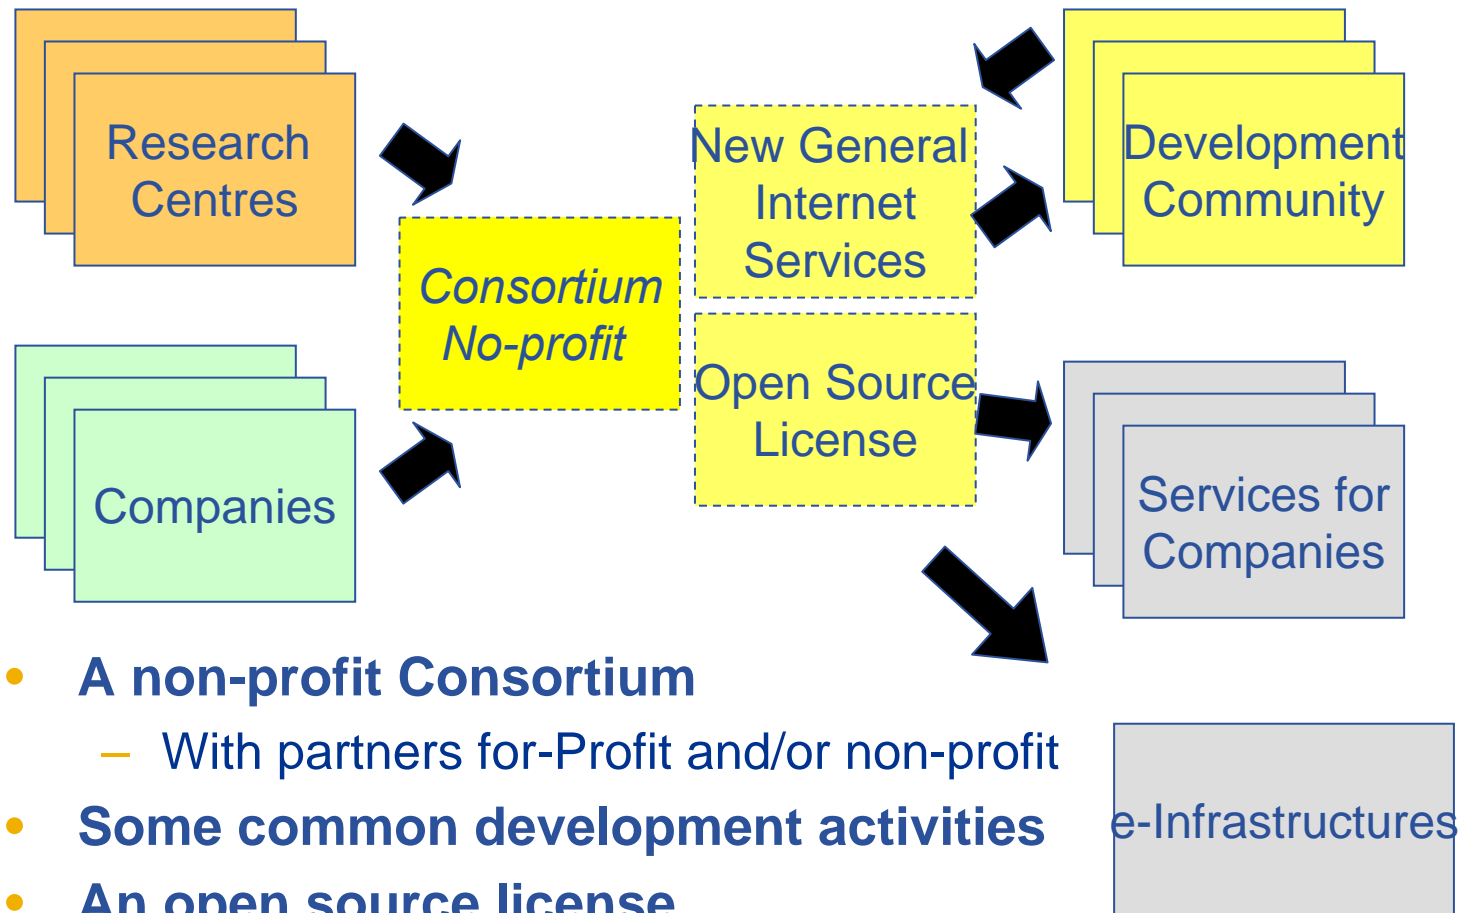 Research
Centres
Companies
Consortium
No-profit
New General
Internet
Services
Open Source
License
Development
Community
Services for
Companies
e-Infrastructures
• A non-profit Consortium
– With partners for-Profit and/or non-profit
• Some common development activities
• An open source license